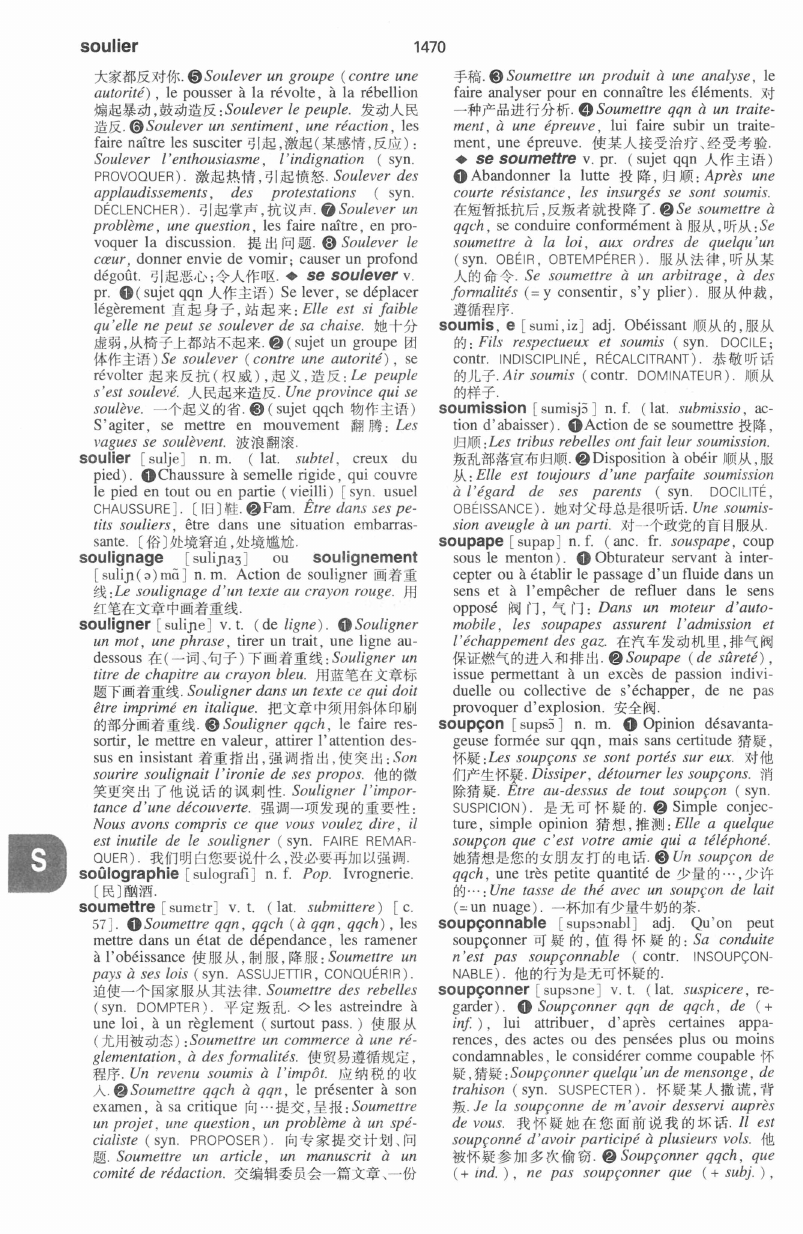 soulier
1470
大家都反对你. ❺Soulever un groupe (contre une
autorité), le pousser à la révolte, à la rébellion
煽起暴动,鼓动造反:Soulever le peuple. 发动人民
造反. ❻Soulever un sentiment, une réaction, les
faire naître les susciter 引起,激起(某感情,反应):
Soulever l'enthousiasme, l'indignation ( syn.
PROVOQUER). 激起热情,引起愤怒. Soulever des
applaudissements, des protestations ( syn.
DÉCLENCHER). 引起掌声,抗议声. ❼Soulever un
problème, une question, les faire naître, en pro-
voquer la discussion. 提出问题. ❽ Soulever le
cœur, donner envie de vomir; causer un profond
dégoût. 引起恶心;令人作呕. ◆ se soulever v.
pr. ❶(sujet qqn 人作主语) Se lever, se déplacer
légèrement 直起身子,站起来: Elle est si faible
qu'elle ne peut se soulever de sa chaise. 她十分
虚弱,从椅子上都站不起来. ❷(sujet un groupe 团
体作主语) Se soulever (contre une autorité), se
révolter 起来反抗(权威),起义,造反: Le peuple
s'est soulevé. 人民起来造反. Une province qui se
soulève. 一个起义的省. ❸(sujet qqch 物作主语)
S'agiter, se mettre en mouvement 翻腾: Les
vagues se soulèvent. 波浪翻滚.
soulier [sulje] n.m. ( lat. subtel, creux du
pied). ❶Chaussure à semelle rigide, qui couvre
le pied en tout ou en partie (vieilli) [syn. usuel
CHAUSSURE]. 〔旧〕鞋. ❷Fam. Être dans ses pe-
tits souliers, être dans une situation embarras-
sante. 〔俗〕处境窘迫,处境尴尬.
soulignage [suliɲaʒ] ou soulignement
[suliɲ(ə)mɑ̃] n. m. Action de souligner 画着重
线:Le soulignage d'un texte au crayon rouge. 用
红笔在文章中画着重线.
souligner [suliɲe] v.t. (de ligne). ❶ Souligner
un mot, une phrase, tirer un trait, une ligne au-
dessous 在(一词、句子)下画着重线:Souligner un
titre de chapitre au crayon bleu. 用蓝笔在文章标
题下画着重线. Souligner dans un texte ce qui doit
être imprimé en italique. 把文章中须用斜体印刷
的部分画着重线. ❸ Souligner qqch, le faire res-
sortir, le mettre en valeur, attirer l'attention des-
sus en insistant 着重指出,强调指出,使突出:Son
sourire soulignait l'ironie de ses propos. 他的微
笑更突出了他说话的讽刺性. Souligner l'impor-
tance d'une découverte. 强调一项发现的重要性:
Nous avons compris ce que vous voulez dire, il
est inutile de le souligner (syn. FAIRE REMAR-
QUER). 我们明白您要说什么,没必要再加以强调.
S
soûlographie [sulɔgrafi] n. f. Pop. Ivrognerie.
〔民〕酗酒.
soumettre [sumɛtr] v. t. (lat. submittere) [c.
57]. ❶Soumettre qqn, qqch (à qqn, qqch), les
mettre dans un état de dépendance, les ramener
à l'obéissance 使服从,制服,降服:Soumettre un
pays à ses lois (syn. ASSUJETTIR, CONQUÉRIR).
迫使一个国家服从其法律. Soumettre des rebelles
(syn. DOMPTER). 平定叛乱. ◇les astreindre à
une loi, à un règlement (surtout pass.) 使服从
(尤用被动态):Soumettre un commerce à une ré-
glementation, à des formalités. 使贸易遵循规定,
程序. Un revenu soumis à l'impôt. 应纳税的收
入. ❷Soumettre qqch à qqn, le présenter à son
examen, à sa critique 向…提交,呈报:Soumettre
un projet, une question, un problème à un spé-
cialiste (syn. PROPOSER). 向专家提交计划、问
题. Soumettre un article, un manuscrit à un
comité de rédaction. 交编辑委员会一篇文章、一份
手稿. ❸ Soumettre un produit à une analyse, le
faire analyser pour en connaître les éléments. 对
一种产品进行分析. ❹ Soumettre qqn à un traite-
ment, à une épreuve, lui faire subir un traite-
ment, une épreuve. 使某人接受治疗、经受考验.
◆ se soumettre v. pr. (sujet qqn 人作主语)
❶Abandonner la lutte 投降,归顺: Après une
courte résistance, les insurgés se sont soumis.
在短暂抵抗后,反叛者就投降了. ❷Se soumettre à
qqch, se conduire conformément à 服从,听从:Se
soumettre à la loi, aux ordres de quelqu'un
(syn. OBÉIR, OBTEMPÉRER). 服从法律,听从某
人的命令. Se soumettre à un arbitrage, à des
formalités (= y consentir, s'y plier). 服从仲裁,
遵循程序.
soumis, e [sumi,iz] adj. Obéissant 顺从的,服从
的: Fils respectueux et soumis (syn. DOCILE;
contr. INDISCIPLINÉ, RÉCALCITRANT). 恭敬听话
的儿子. Air soumis (contr. DOMINATEUR). 顺从
的样子.
soumission [sumisjɔ̃] n. f. (lat. submissio, ac-
tion d'abaisser). ❶Action de se soumettre 投降,
归顺:Les tribus rebelles ont fait leur soumission.
叛乱部落宣布归顺. ❷Disposition à obéir 顺从,服
从: Elle est toujours d'une parfaite soumission
à l'égard de ses parents ( syn. DOCILITÉ,
OBÉISSANCE). 她对父母总是很听话. Une soumis-
sion aveugle à un parti. 对一个政党的盲目服从.
soupape [supap] n. f. (anc. fr. souspape, coup
sous le menton). ❶ Obturateur servant à inter-
cepter ou à établir le passage d'un fluide dans un
sens et à l'empêcher de refluer dans le sens
opposé 阀门,气门: Dans un moteur d'auto-
mobile, les soupapes assurent l'admission et
l'échappement des gaz. 在汽车发动机里,排气阀
保证燃气的进入和排出. ❷Soupape (de sûreté),
issue permettant à un excès de passion indivi-
duelle ou collective de s'échapper, de ne pas
provoquer d'explosion. 安全阀.
soupçon [supsɔ̃] n. m. ❶ Opinion désavanta-
geuse formée sur qqn, mais sans certitude 猜疑,
怀疑:Les soupçons se sont portés sur eux. 对他
们产生怀疑. Dissiper, détourner les soupçons. 消
除猜疑. Être au-dessus de tout soupçon (syn.
SUSPICION). 是无可怀疑的. ❷ Simple conjec-
ture, simple opinion 猜想,推测: Elle a quelque
soupçon que c'est votre amie qui a téléphoné.
她猜想是您的女朋友打的电话. ❸Un soupçon de
qqch, une très petite quantité de 少量的…,少许
的…: Une tasse de thé avec un soupçon de lait
(=un nuage). 一杯加有少量牛奶的茶.
soupçonnable [supsɔnabl] adj. Qu'on peut
soupçonner 可疑的,值得怀疑的: Sa conduite
n'est pas soupçonnable ( contr. INSOUPÇON-
NABLE). 他的行为是无可怀疑的.
soupçonner [supsɔne] v. t. (lat. suspicere, re-
garder). ❶ Soupçonner qqn de qqch, de (+
inf.), lui attribuer, d'après certaines appa-
rences, des actes ou des pensées plus ou moins
condamnables, le considérer comme coupable 怀
疑,猜疑:Soupçonner quelqu'un de mensonge, de
trahison (syn. SUSPECTER). 怀疑某人撒谎,背
叛. Je la soupçonne de m'avoir desservi auprès
de vous. 我怀疑她在您面前说我的坏话. Il est
soupçonné d'avoir participé à plusieurs vols. 他
被怀疑参加多次偷窃. ❷ Soupçonner qqch, que
(+ ind.), ne pas soupçonner que (+ subj.),